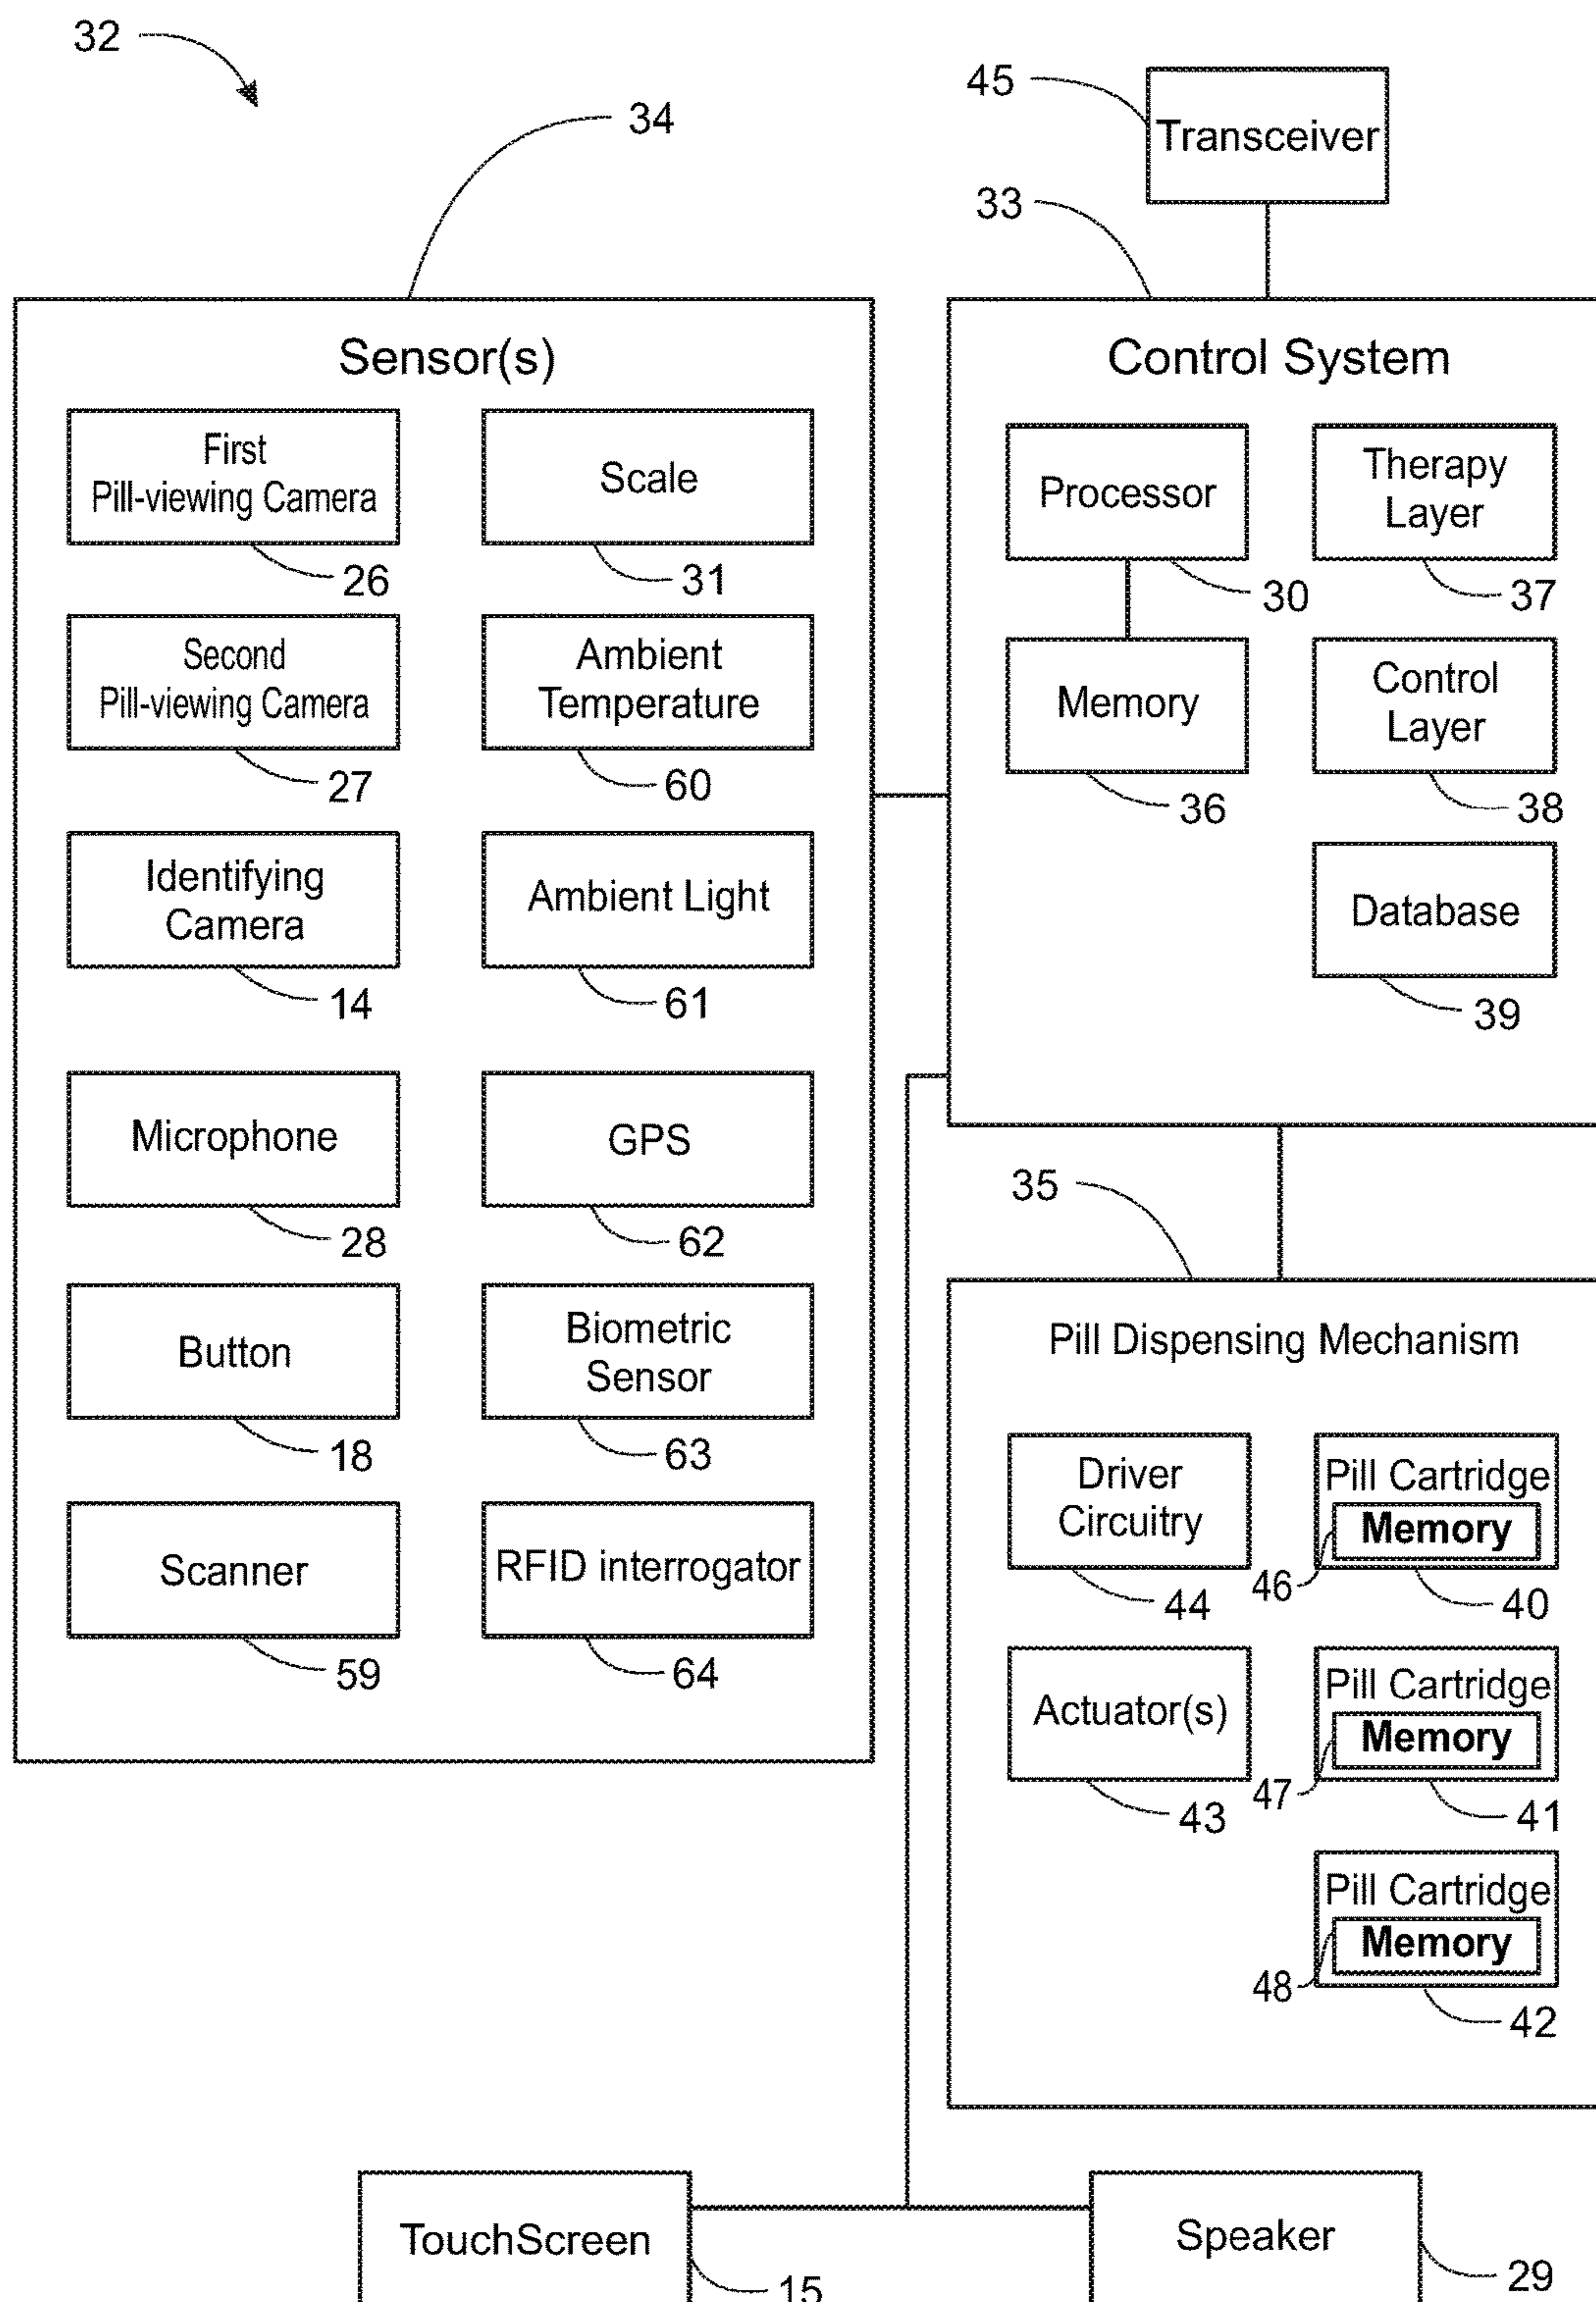 32
34
45
Transceiver
33
Sensor(s)
First
Pill-viewing Camera
26
Scale
31
Second
Pill-viewing Camera
27
Ambient
Temperature
60
Identifying
Camera
14
Ambient Light
61
Microphone
28
GPS
62
Button
18
Biometric
Sensor
63
Scanner
59
RFID interrogator
64
Control System
Processor
30
Therapy
Layer
37
Memory
36
Control
Layer
38
Database
39
35
Pill Dispensing Mechanism
Driver
Circuitry
44
Pill Cartridge
Memory
46
40
Actuator(s)
43
Pill Cartridge
Memory
47
41
Pill Cartridge
Memory
48
42
TouchScreen
15
Speaker
29